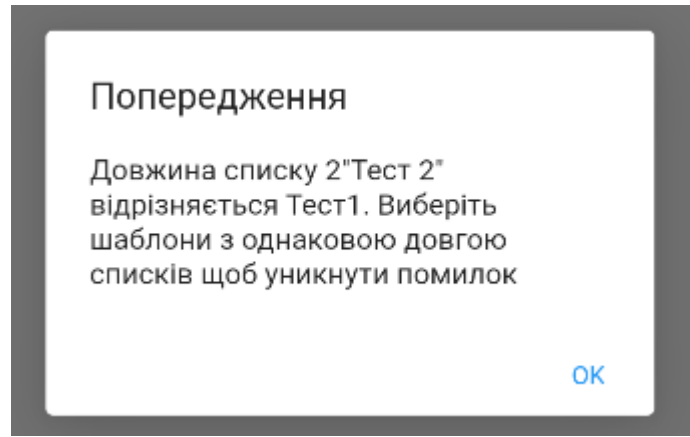 Попередження
Довжина списку 2"Тест 2"
відрізняється Тест1. Виберіть
шаблони з однаковою довгою
списків щоб уникнути помилок
OK